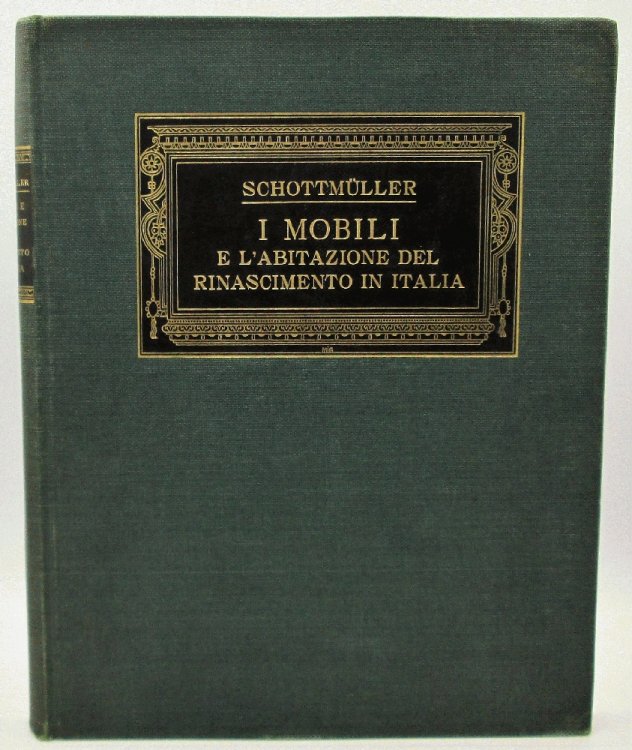 SCHOTTMÜLLER
I MOBILI
E L'ABITAZIONE DEL
RINASCIMENTO IN ITALIA